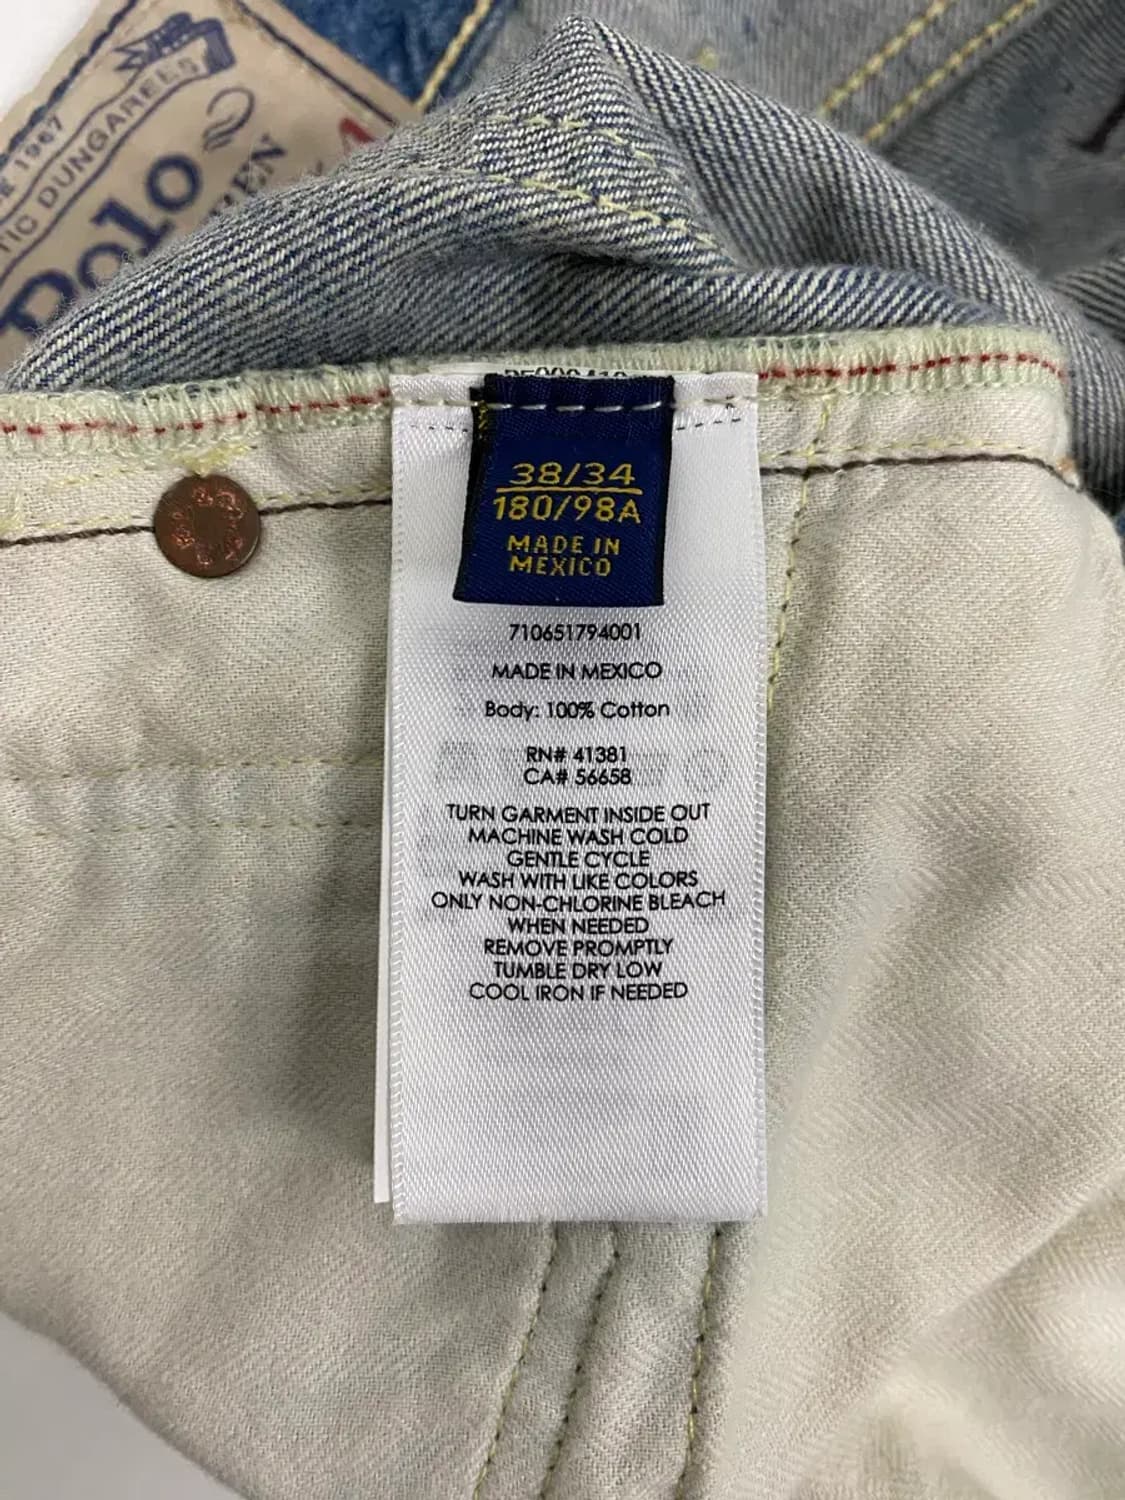 1967
DUNGAREES
Polo
38/34
180/98A
MADE IN
MEXICO
710651794001
MADE IN MEXICO
Body: 100% Cotton
RN# 41381
CA# 56658
TURN GARMENT INSIDE OUT
MACHINE WASH COLD
GENTLE CYCLE
WASH WITH LIKE COLORS
ONLY NON-CHLORINE BLEACH
WHEN NEEDED
REMOVE PROMPTLY
TUMBLE DRY LOW
COOL IRON IF NEEDED